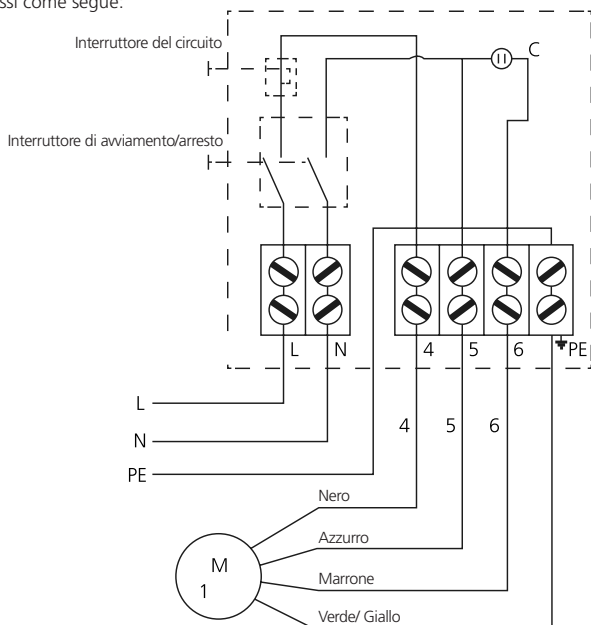 ssi come segue:
Interruttore del circuito
C
Interruttore di avviamento/arresto
L N 4 5 6 PE
L
4 5 6
N
PE
Nero
Azzurro
M
1
Marrone
Verde/ Giallo